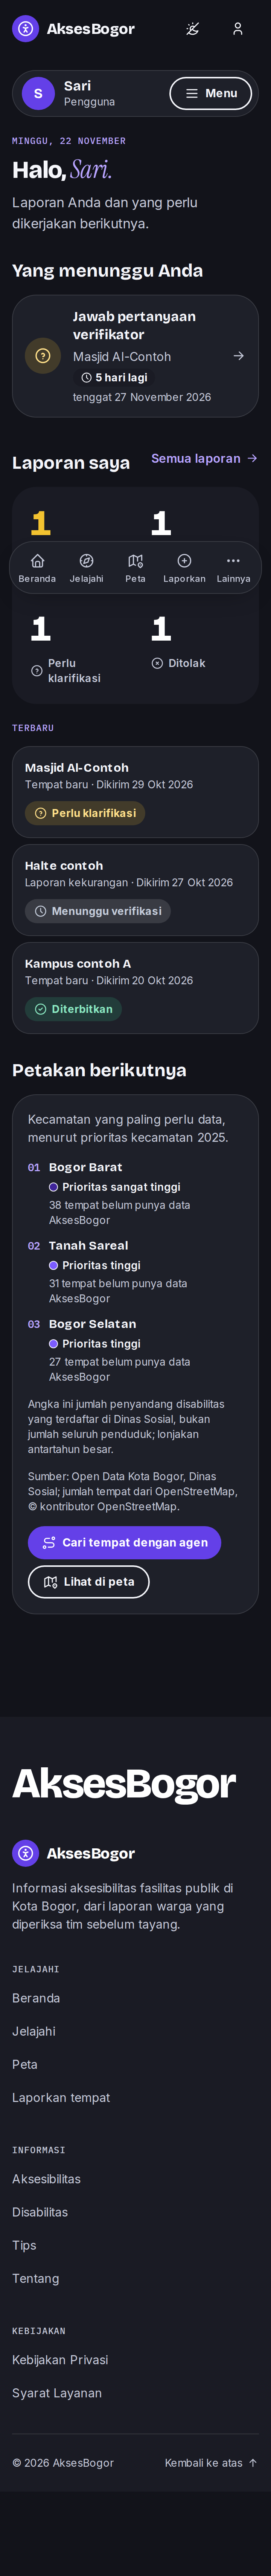 AksesBogor
S
Sari
Pengguna
Menu
MINGGU, 22 NOVEMBER
Halo, Sari.
Laporan Anda dan yang perlu
dikerjakan berikutnya.
Yang menunggu Anda
Jawab pertanyaan
verifikator
Masjid Al-Contoh
5 hari lagi
tenggat 27 November 2026
Laporan saya
Semua laporan
1
1
Beranda
Jelajahi
Peta
Laporkan
Lainnya
1
1
Perlu
klarifikasi
Ditolak
TERBARU
Masjid Al-Contoh
Tempat baru · Dikirim 29 Okt 2026
Perlu klarifikasi
Halte contoh
Laporan kekurangan · Dikirim 27 Okt 2026
Menunggu verifikasi
Kampus contoh A
Tempat baru · Dikirim 20 Okt 2026
Diterbitkan
Petakan berikutnya
Kecamatan yang paling perlu data,
menurut prioritas kecamatan 2025.
01 Bogor Barat
Prioritas sangat tinggi
38 tempat belum punya data
AksesBogor
02 Tanah Sareal
Prioritas tinggi
31 tempat belum punya data
AksesBogor
03 Bogor Selatan
Prioritas tinggi
27 tempat belum punya data
AksesBogor
Angka ini jumlah penyandang disabilitas
yang terdaftar di Dinas Sosial, bukan
jumlah seluruh penduduk; lonjakan
antartahun besar.
Sumber: Open Data Kota Bogor, Dinas
Sosial; jumlah tempat dari OpenStreetMap,
© kontributor OpenStreetMap.
Cari tempat dengan agen
Lihat di peta
AksesBogor
AksesBogor
Informasi aksesibilitas fasilitas publik di
Kota Bogor, dari laporan warga yang
diperiksa tim sebelum tayang.
JELAJAHI
Beranda
Jelajahi
Peta
Laporkan tempat
INFORMASI
Aksesibilitas
Disabilitas
Tips
Tentang
KEBIJAKAN
Kebijakan Privasi
Syarat Layanan
© 2026 AksesBogor
Kembali ke atas